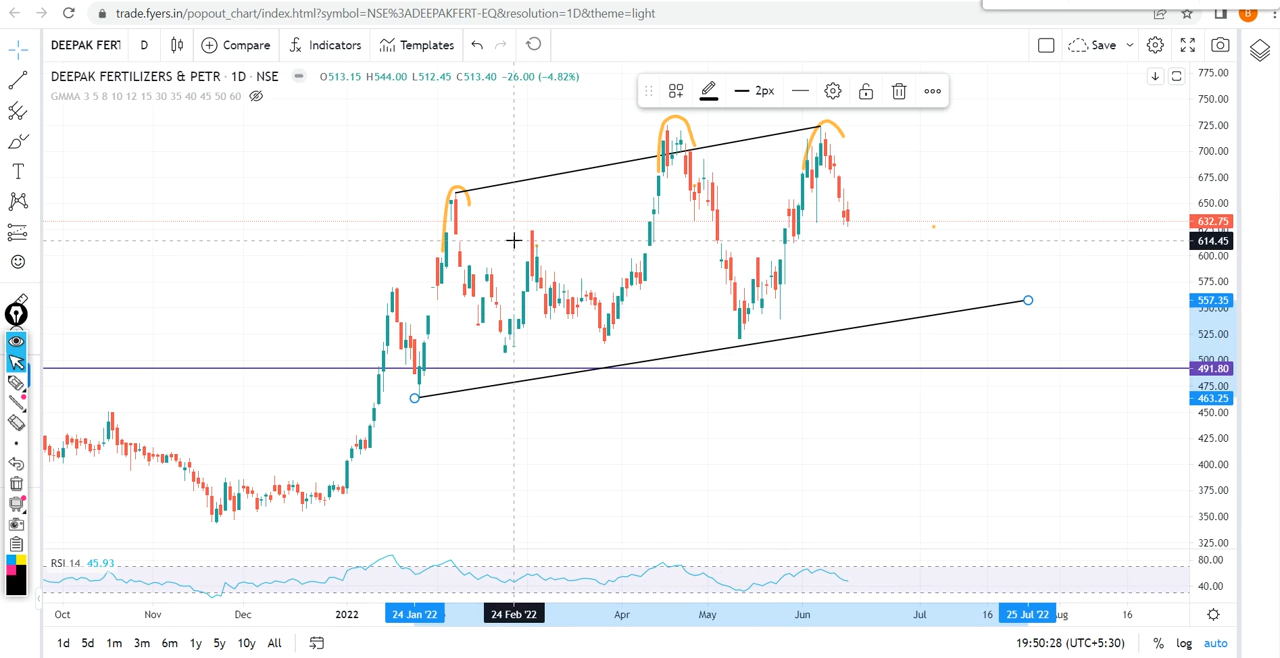 trade.fyers.in/popout_chart/index.html?symbol=NSE%3ADEEPAKFERT-EQ&resolution=1D&theme=light
B
DEEPAK FERT D Compare Indicators Templates Save
DEEPAK FERTILIZERS & PETR · 1D · NSE O513.15 H544.00 L512.45 C513.40 -26.00 (-4.82%)
GMMA 3 5 8 10 12 15 30 35 40 45 50 60
2px
775.00
750.00
725.00
700.00
675.00
650.00
632.75
614.45
600.00
575.00
557.35
525.00
500.00
491.80
475.00
463.25
450.00
425.00
400.00
375.00
350.00
325.00
RSI 14 45.93
80.00
40.00
Oct Nov Dec 2022 24 Jan '22 24 Feb '22 Apr May Jun Jul 16 25 Jul '22 ug 16
1d 5d 1m 3m 6m 1y 5y 10y All 19:50:28 (UTC+5:30) % log auto